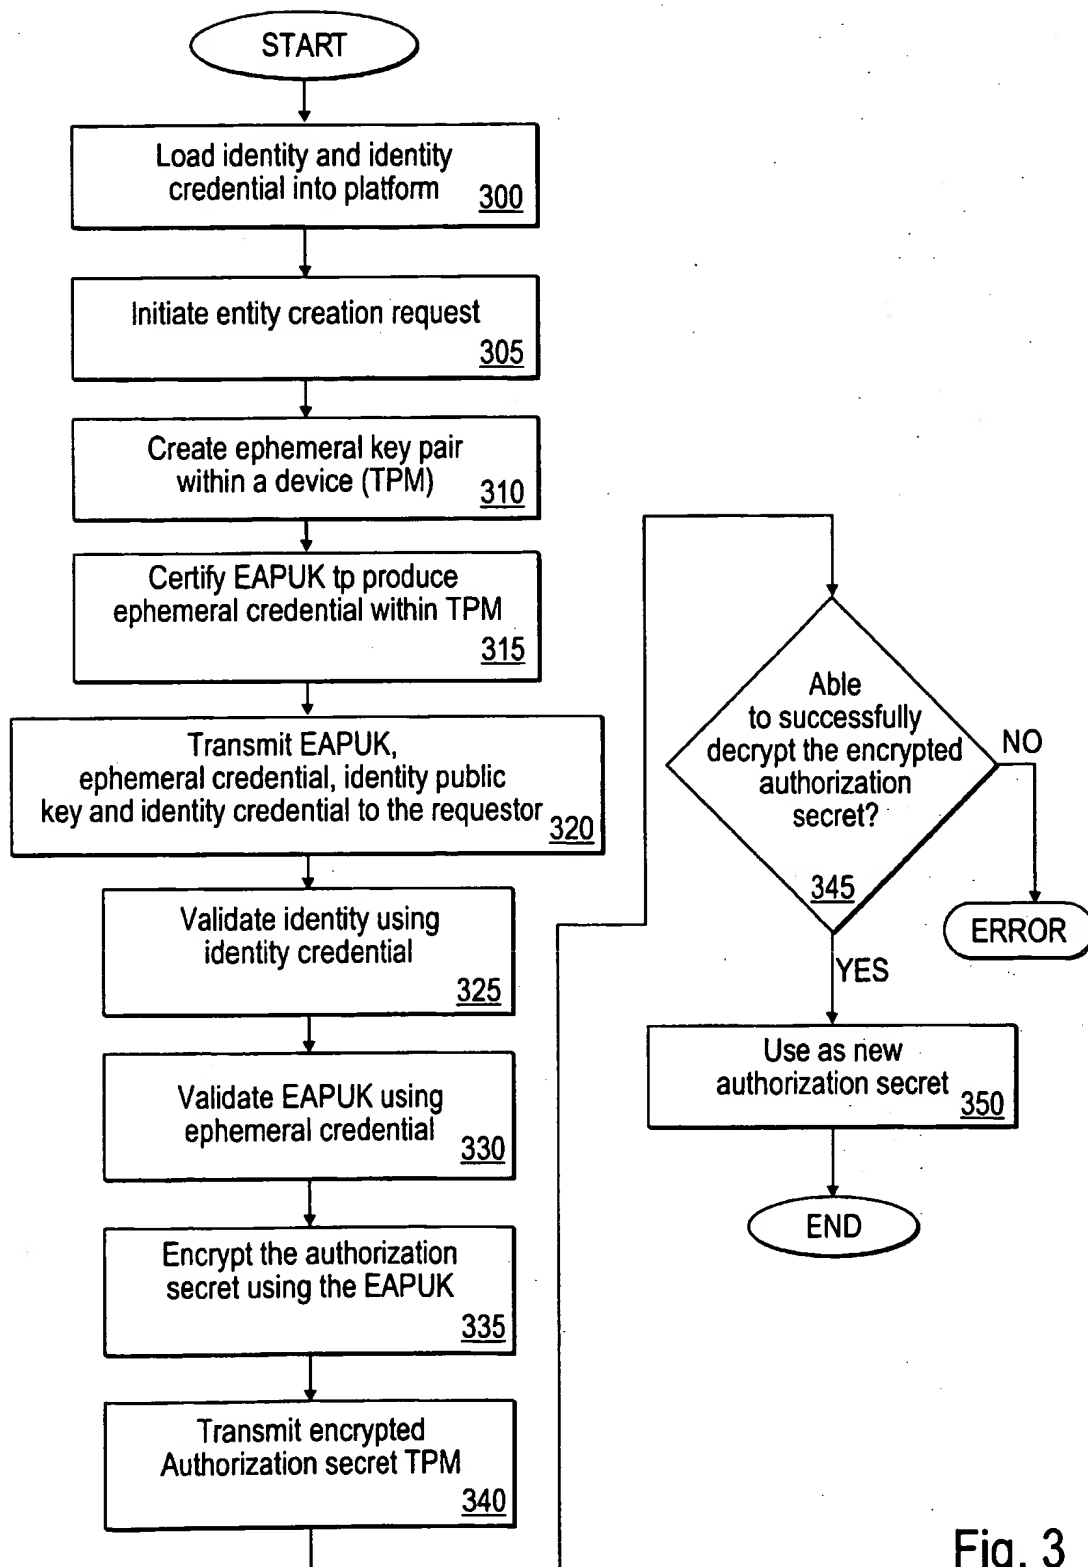 START
Load identity and identity
credential into platform
300
Initiate entity creation request
305
Create ephemeral key pair
within a device (TPM)
310
Certify EAPUK tp produce
ephemeral credential within TPM
315
Transmit EAPUK,
ephemeral credential, identity public
key and identity credential to the requestor
320
Validate identity using
identity credential
325
Validate EAPUK using
ephemeral credential
330
Encrypt the authorization
secret using the EAPUK
335
Transmit encrypted
Authorization secret TPM
340
Able
to successfully
decrypt the encrypted
authorization
secret?
345
NO
ERROR
YES
Use as new
authorization secret
350
END
Fig. 3